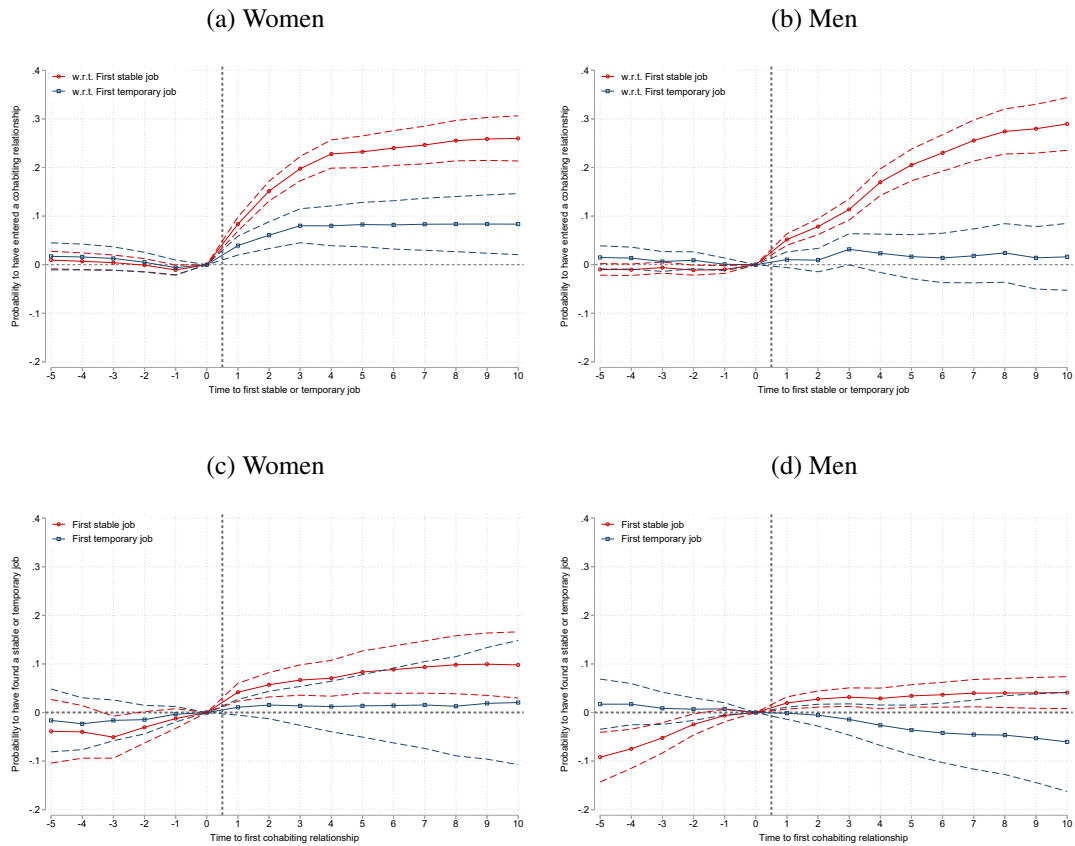 (a) Women
(b) Men
w.r.t. First stable job
w.r.t. First temporary job
Probability to have entered a cohabiting relationship
.4
.3
.2
.1
0
-.1
-.2
-5 -4 -3 -2 -1 0 1 2 3 4 5 6 7 8 9 10
Time to first stable or temporary job
w.r.t. First stable job
w.r.t. First temporary job
Probability to have entered a cohabiting relationship
.4
.3
.2
.1
0
-.1
-.2
-5 -4 -3 -2 -1 0 1 2 3 4 5 6 7 8 9 10
Time to first stable or temporary job
(c) Women
(d) Men
First stable job
First temporary job
Probability to have found a stable or temporary job
.4
.3
.2
.1
0
-.1
-.2
-5 -4 -3 -2 -1 0 1 2 3 4 5 6 7 8 9 10
Time to first cohabiting relationship
First stable job
First temporary job
Probability to have found a stable or temporary job
.4
.3
.2
.1
0
-.1
-.2
-5 -4 -3 -2 -1 0 1 2 3 4 5 6 7 8 9 10
Time to first cohabiting relationship